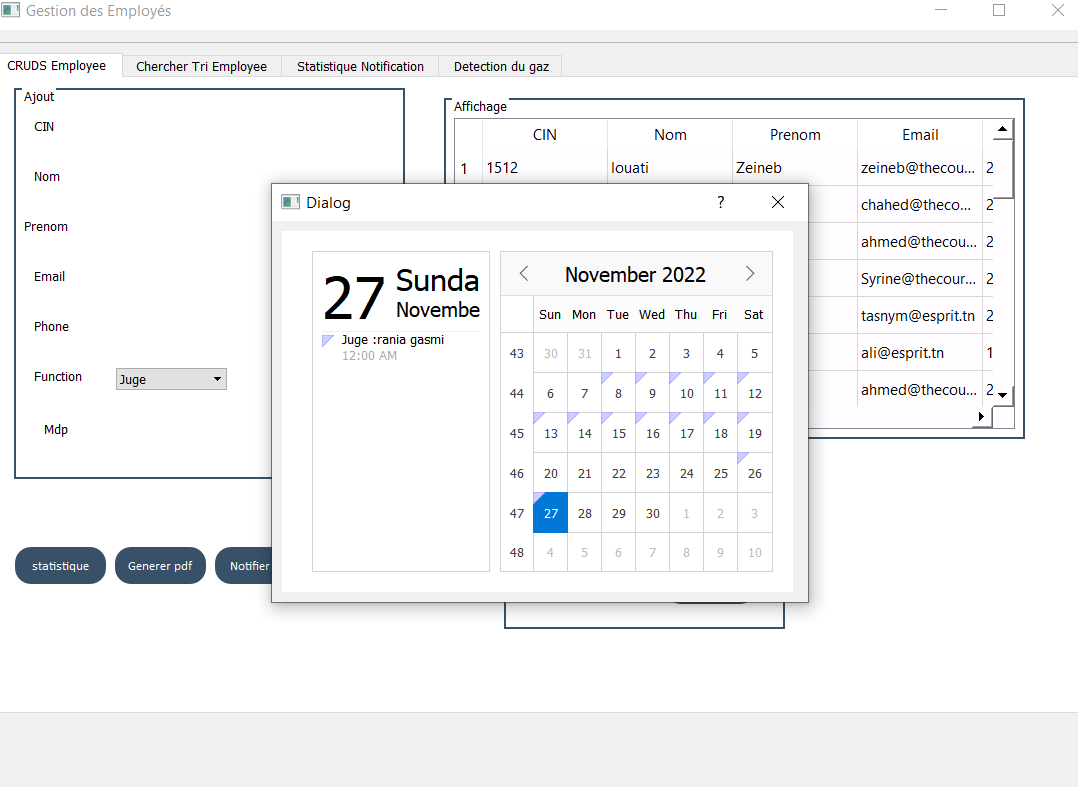 Gestion des Employés
CRUDS Employee
Chercher Tri Employee
Statistique Notification
Detection du gaz
Ajout
CIN
Nom
Prenom
Email
Phone
Function
Juge
Mdp
statistique
Generer pdf
Notifier
Affichage
CIN Nom Prenom Email
1 1512 louati Zeineb zeineb@thecou... 2
chahed@theco... 2
ahmed@thecou... 2
Syrine@thecour... 2
tasnym@esprit.tn 2
ali@esprit.tn 1
ahmed@thecou... 2
Dialog
?
27
Sunda
Novembe
Juge :rania gasmi
12:00 AM
November 2022
Sun Mon Tue Wed Thu Fri Sat
43 30 31 1 2 3 4 5
44 6 7 8 9 10 11 12
45 13 14 15 16 17 18 19
46 20 21 22 23 24 25 26
47 27 28 29 30 1 2 3
48 4 5 6 7 8 9 10